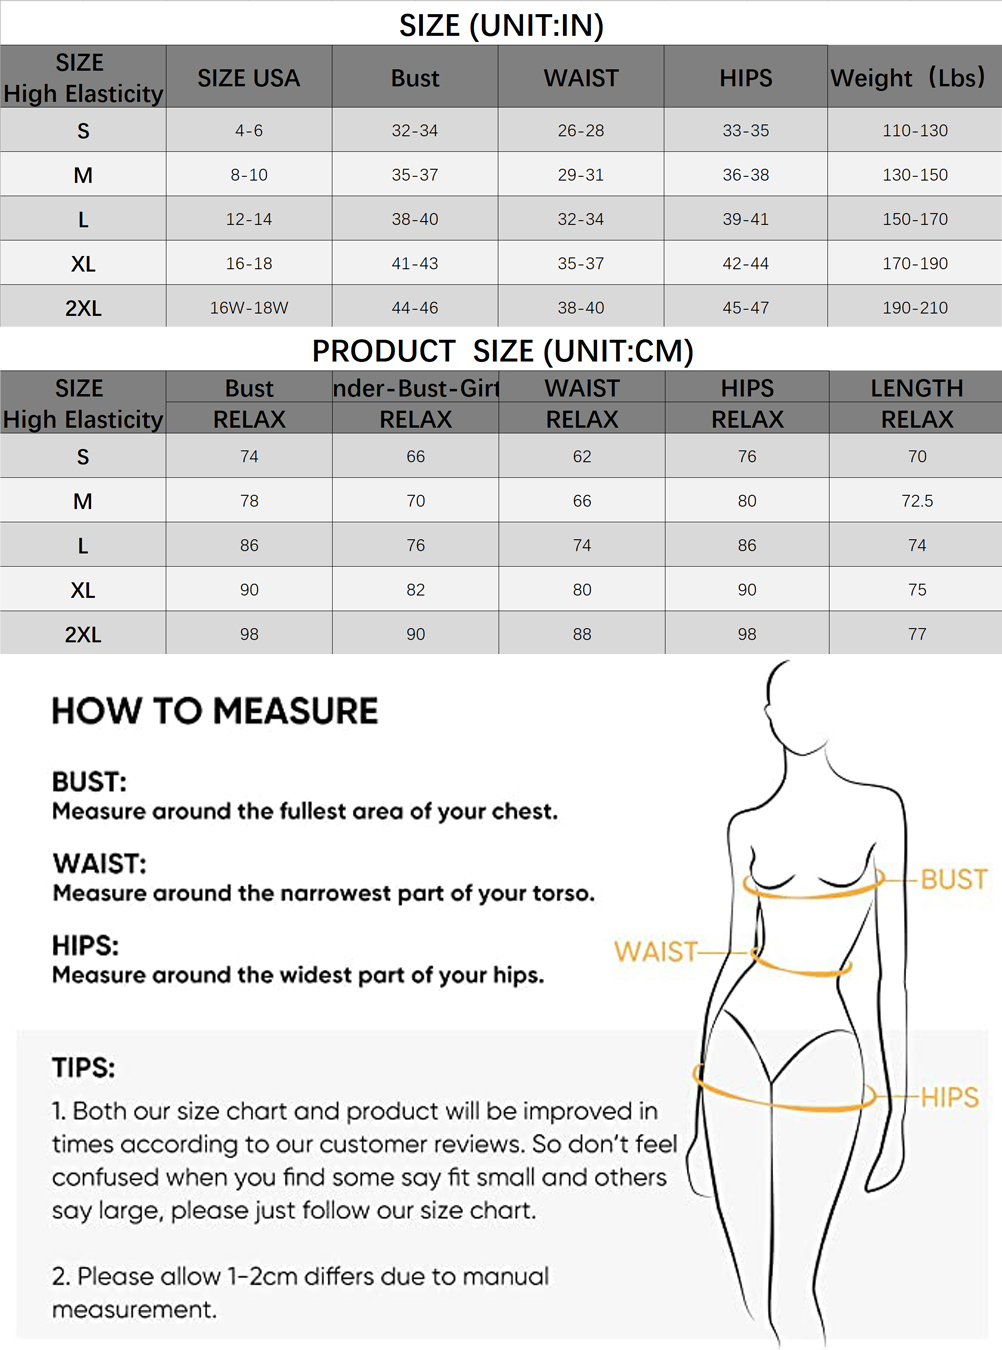 SIZE (UNIT:IN)
SIZE High Elasticity SIZE USA Bust WAIST HIPS Weight（Lbs）
S 4-6 32-34 26-28 33-35 110-130
M 8-10 35-37 29-31 36-38 130-150
L 12-14 38-40 32-34 39-41 150-170
XL 16-18 41-43 35-37 42-44 170-190
2XL 16W-18W 44-46 38-40 45-47 190-210
PRODUCT SIZE (UNIT:CM)
SIZE Bust nder-Bust-Girt WAIST HIPS LENGTH
High Elasticity RELAX RELAX RELAX RELAX RELAX
S 74 66 62 76 70
M 78 70 66 80 72.5
L 86 76 74 86 74
XL 90 82 80 90 75
2XL 98 90 88 98 77
HOW TO MEASURE
BUST:
Measure around the fullest area of your chest.
WAIST:
Measure around the narrowest part of your torso.
HIPS:
Measure around the widest part of your hips.
BUST
WAIST
HIPS
TIPS:
1. Both our size chart and product will be improved in
times according to our customer reviews. So don't feel
confused when you find some say fit small and others
say large, please just follow our size chart.
2. Please allow 1-2cm differs due to manual
measurement.